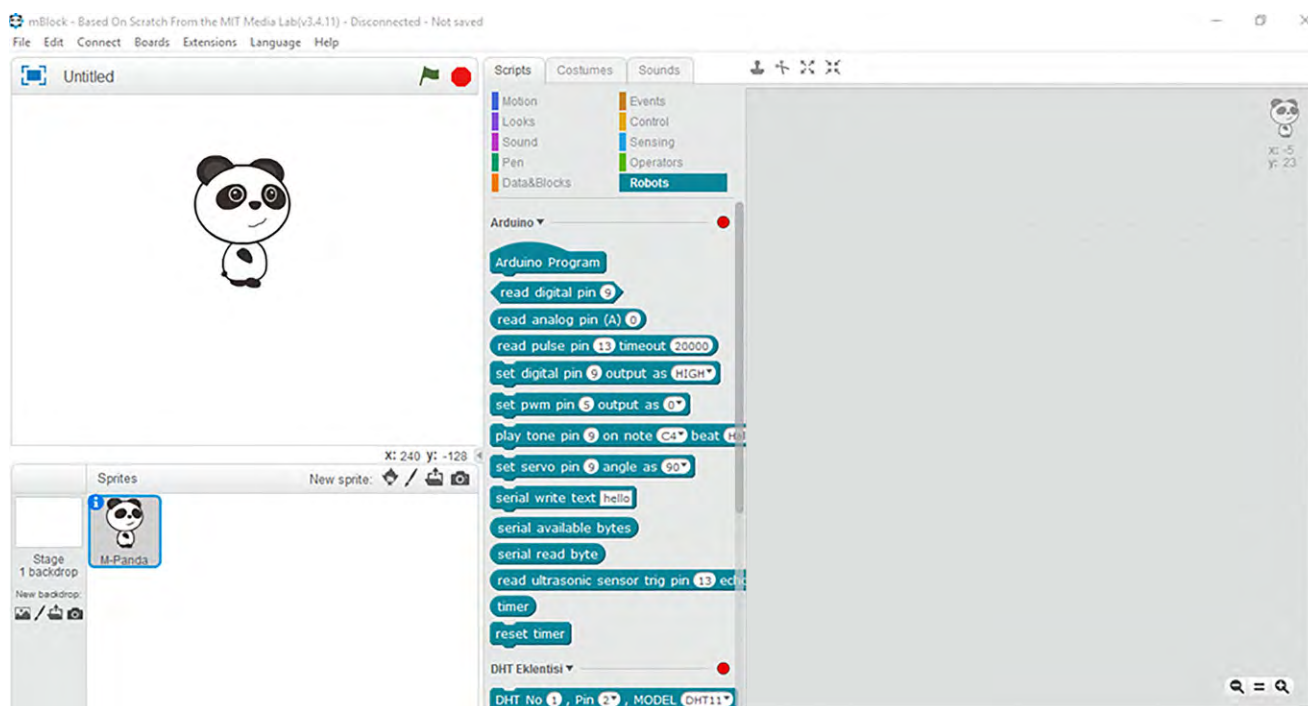 mBlock - Based On Scratch From the MIT Media Lab(v3.4.11) - Disconnected - Not saved
File Edit Connect Boards Extensions Language Help
Untitled
x: 240 y: -128
Sprites
New sprite:
Stage
1 backdrop
New backdrop:
M-Panda
Scripts Costumes Sounds
Motion Events
Looks Control
Sound Sensing
Pen Operators
Data&Blocks Robots
Arduino
Arduino Program
read digital pin 9
read analog pin (A) 0
read pulse pin 13 timeout 20000
set digital pin 9 output as HIGH
set pwm pin 5 output as 0
play tone pin 9 on note C4 beat
set servo pin 9 angle as 90
serial write text hello
serial available bytes
serial read byte
read ultrasonic sensor trig pin 13
timer
reset timer
DHT Eklentisi
DHT No 1 , Pin 2 , MODEL DHT11
x: -5
y: 23